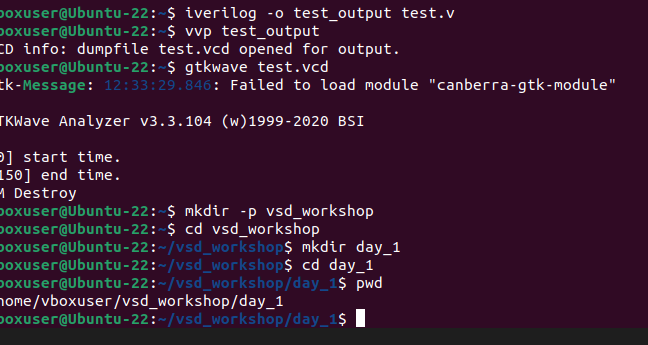 boxuser@Ubuntu-22:~$ iverilog -o test_output test.v
boxuser@Ubuntu-22:~$ vvp test_output
CD info: dumpfile test.vcd opened for output.
boxuser@Ubuntu-22:~$ gtkwave test.vcd
tk-Message: 12:33:29.846: Failed to load module "canberra-gtk-module"
TKWave Analyzer v3.3.104 (w)1999-2020 BSI
0] start time.
150] end time.
M Destroy
boxuser@Ubuntu-22:~$ mkdir -p vsd_workshop
boxuser@Ubuntu-22:~$ cd vsd_workshop
boxuser@Ubuntu-22:~/vsd_workshop$ mkdir day_1
boxuser@Ubuntu-22:~/vsd_workshop$ cd day_1
boxuser@Ubuntu-22:~/vsd_workshop/day_1$ pwd
home/vboxuser/vsd_workshop/day_1
boxuser@Ubuntu-22:~/vsd_workshop/day_1$